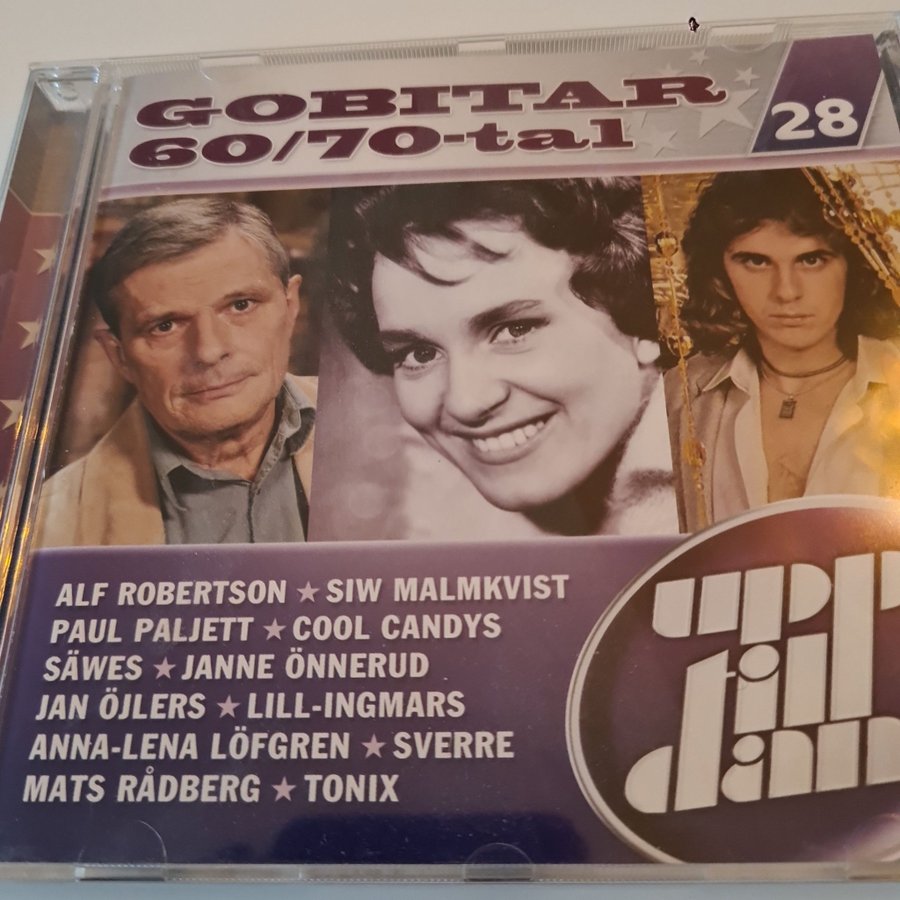 GOBITAR
60/70-tal
28
ALF ROBERTSON ★ SIW MALMKVIST
PAUL PALJETT ★ COOL CANDYS
SÄWES ★ JANNE ÖNNERUD
JAN ÖJLERS ★ LILL-INGMARS
ANNA-LENA LÖFGREN ★ SVERRE
MATS RÅDBERG ★ TONIX
upp
till
dans